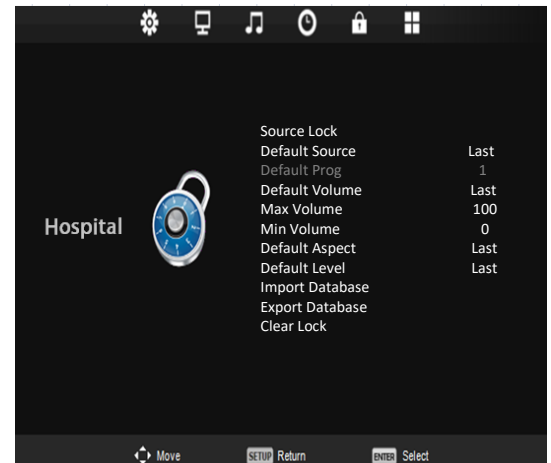 Source Lock
Default Source Last
Default Prog 1
Default Volume Last
Max Volume 100
Hospital
Min Volume 0
Default Aspect Last
Default Level Last
Import Database
Export Database
Clear Lock
Move SETUP Return ENTER Select